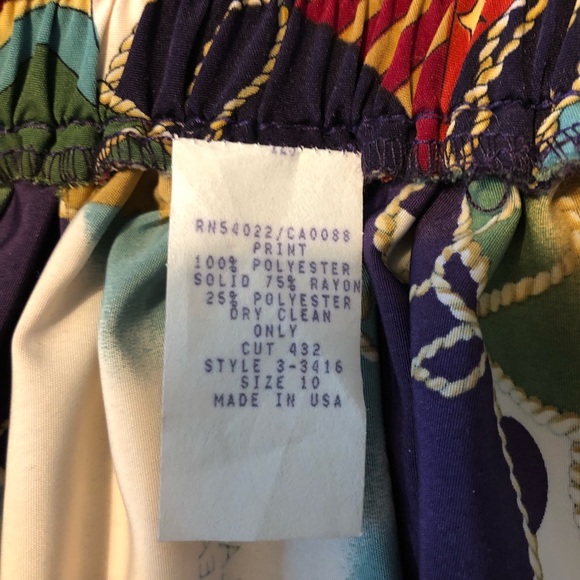 RN54022/CA0088
PRINT
100% POLYESTER
SOLID 75% RAYON
25% POLYESTER
DRY CLEAN
ONLY
CUT 432
STYLE 3-3416
SIZE 10
MADE IN USA